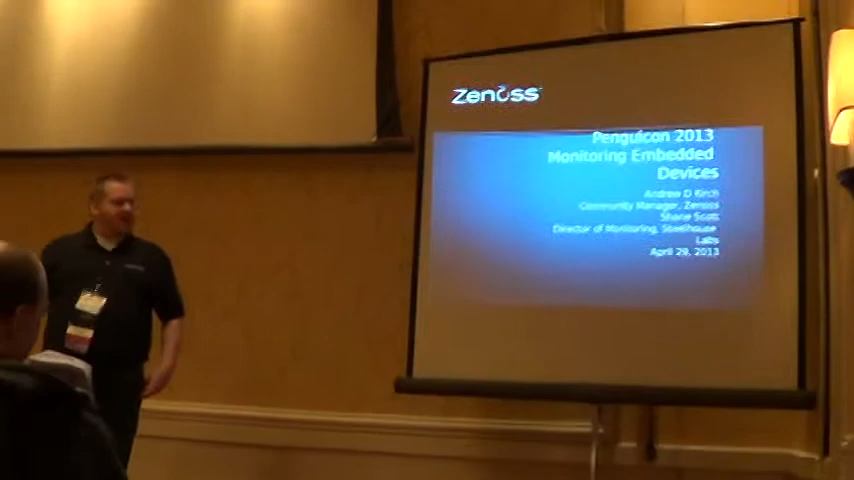 Zenoss
Penguicon 2013
Monitoring Embedded
Devices
Andrew D Kirch
Community Manager, Zenoss
Shane Scott
Director of Monitoring, Steelhouse
Labs
April 29, 2013